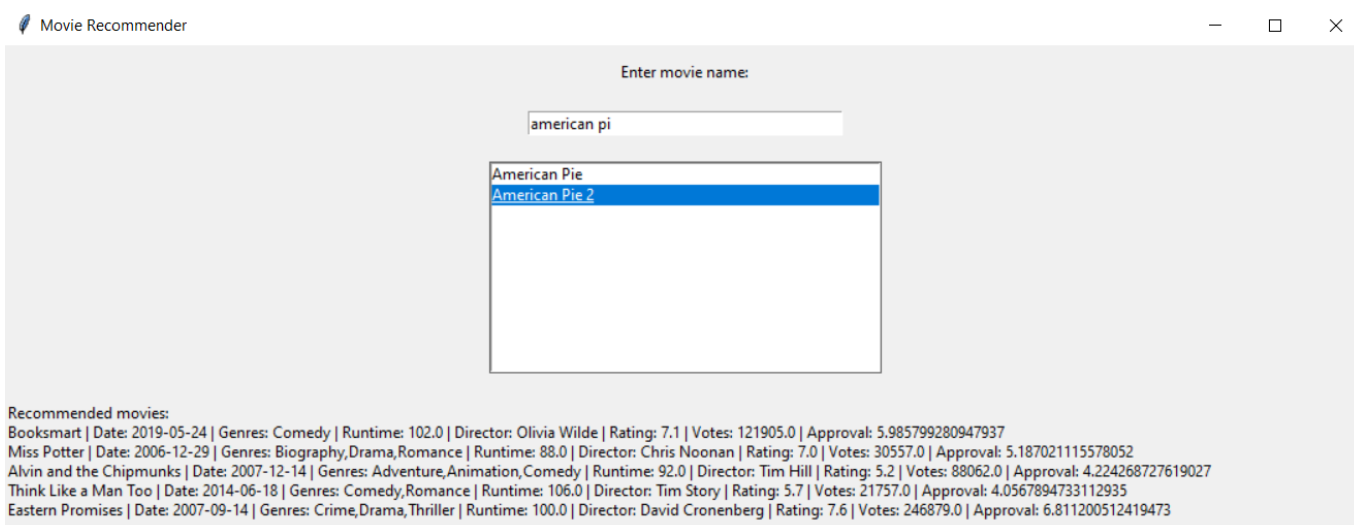 Movie Recommender
Enter movie name:
american pi
American Pie
American Pie 2
Recommended movies:
Booksmart | Date: 2019-05-24 | Genres: Comedy | Runtime: 102.0 | Director: Olivia Wilde | Rating: 7.1 | Votes: 121905.0 | Approval: 5.985799280947937
Miss Potter | Date: 2006-12-29 | Genres: Biography,Drama,Romance | Runtime: 88.0 | Director: Chris Noonan | Rating: 7.0 | Votes: 30557.0 | Approval: 5.187021115578052
Alvin and the Chipmunks | Date: 2007-12-14 | Genres: Adventure,Animation,Comedy | Runtime: 92.0 | Director: Tim Hill | Rating: 5.2 | Votes: 88062.0 | Approval: 4.224268727619027
Think Like a Man Too | Date: 2014-06-18 | Genres: Comedy,Romance | Runtime: 106.0 | Director: Tim Story | Rating: 5.7 | Votes: 21757.0 | Approval: 4.0567894733112935
Eastern Promises | Date: 2007-09-14 | Genres: Crime,Drama,Thriller | Runtime: 100.0 | Director: David Cronenberg | Rating: 7.6 | Votes: 246879.0 | Approval: 6.811200512419473